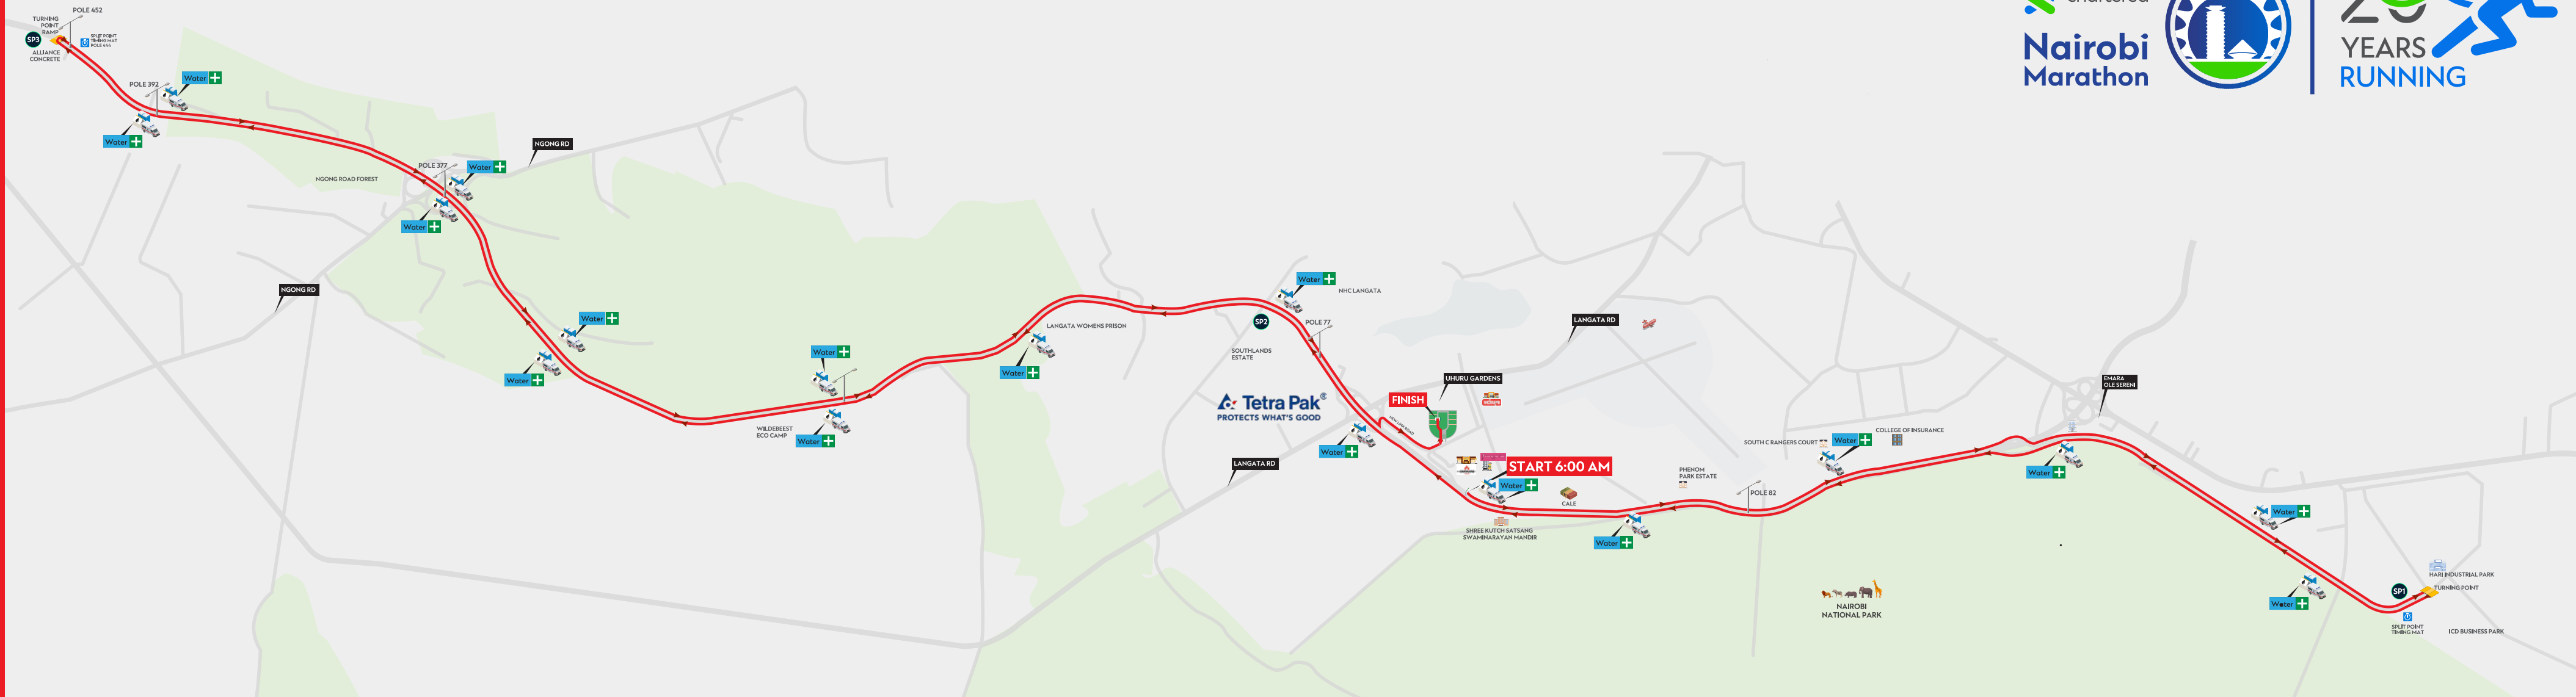 POLE 452
TURNING
POINT
RAMP
SP3
SPLIT POINT
TIMING MAT
POLE 444
ALLIANCE
CONCRETE
Water
POLE 392
Water
NGONG RD
POLE 377
Water
NGONG ROAD FOREST
Water
NGONG RD
Water
Water
Water
WILDEBEEST
ECO CAMP
Water
LANGATA WOMENS PRISON
Water
Water
NHC LANGATA
SP2
POLE 77
SOUTHLANDS
ESTATE
LANGATA RD
UHURU GARDENS
FINISH
Tetra Pak®
PROTECTS WHAT'S GOOD
Water
LANGATA RD
START 6:00 AM
Water
CALE
SHREE KUTCH SATSANG
SWAMINARAYAN MANDIR
Water
PHENOM
PARK ESTATE
POLE 82
SOUTH C RANGERS COURT
Water
COLLEGE OF INSURANCE
EMARA
OLE SERENI
Water
NAIROBI
NATIONAL PARK
Water
Water
HARI INDUSTRIAL PARK
TURNING POINT
SP1
SPLIT POINT
TIMING MAT
ICD BUSINESS PARK
chartered
Nairobi
Marathon
20
YEARS
RUNNING